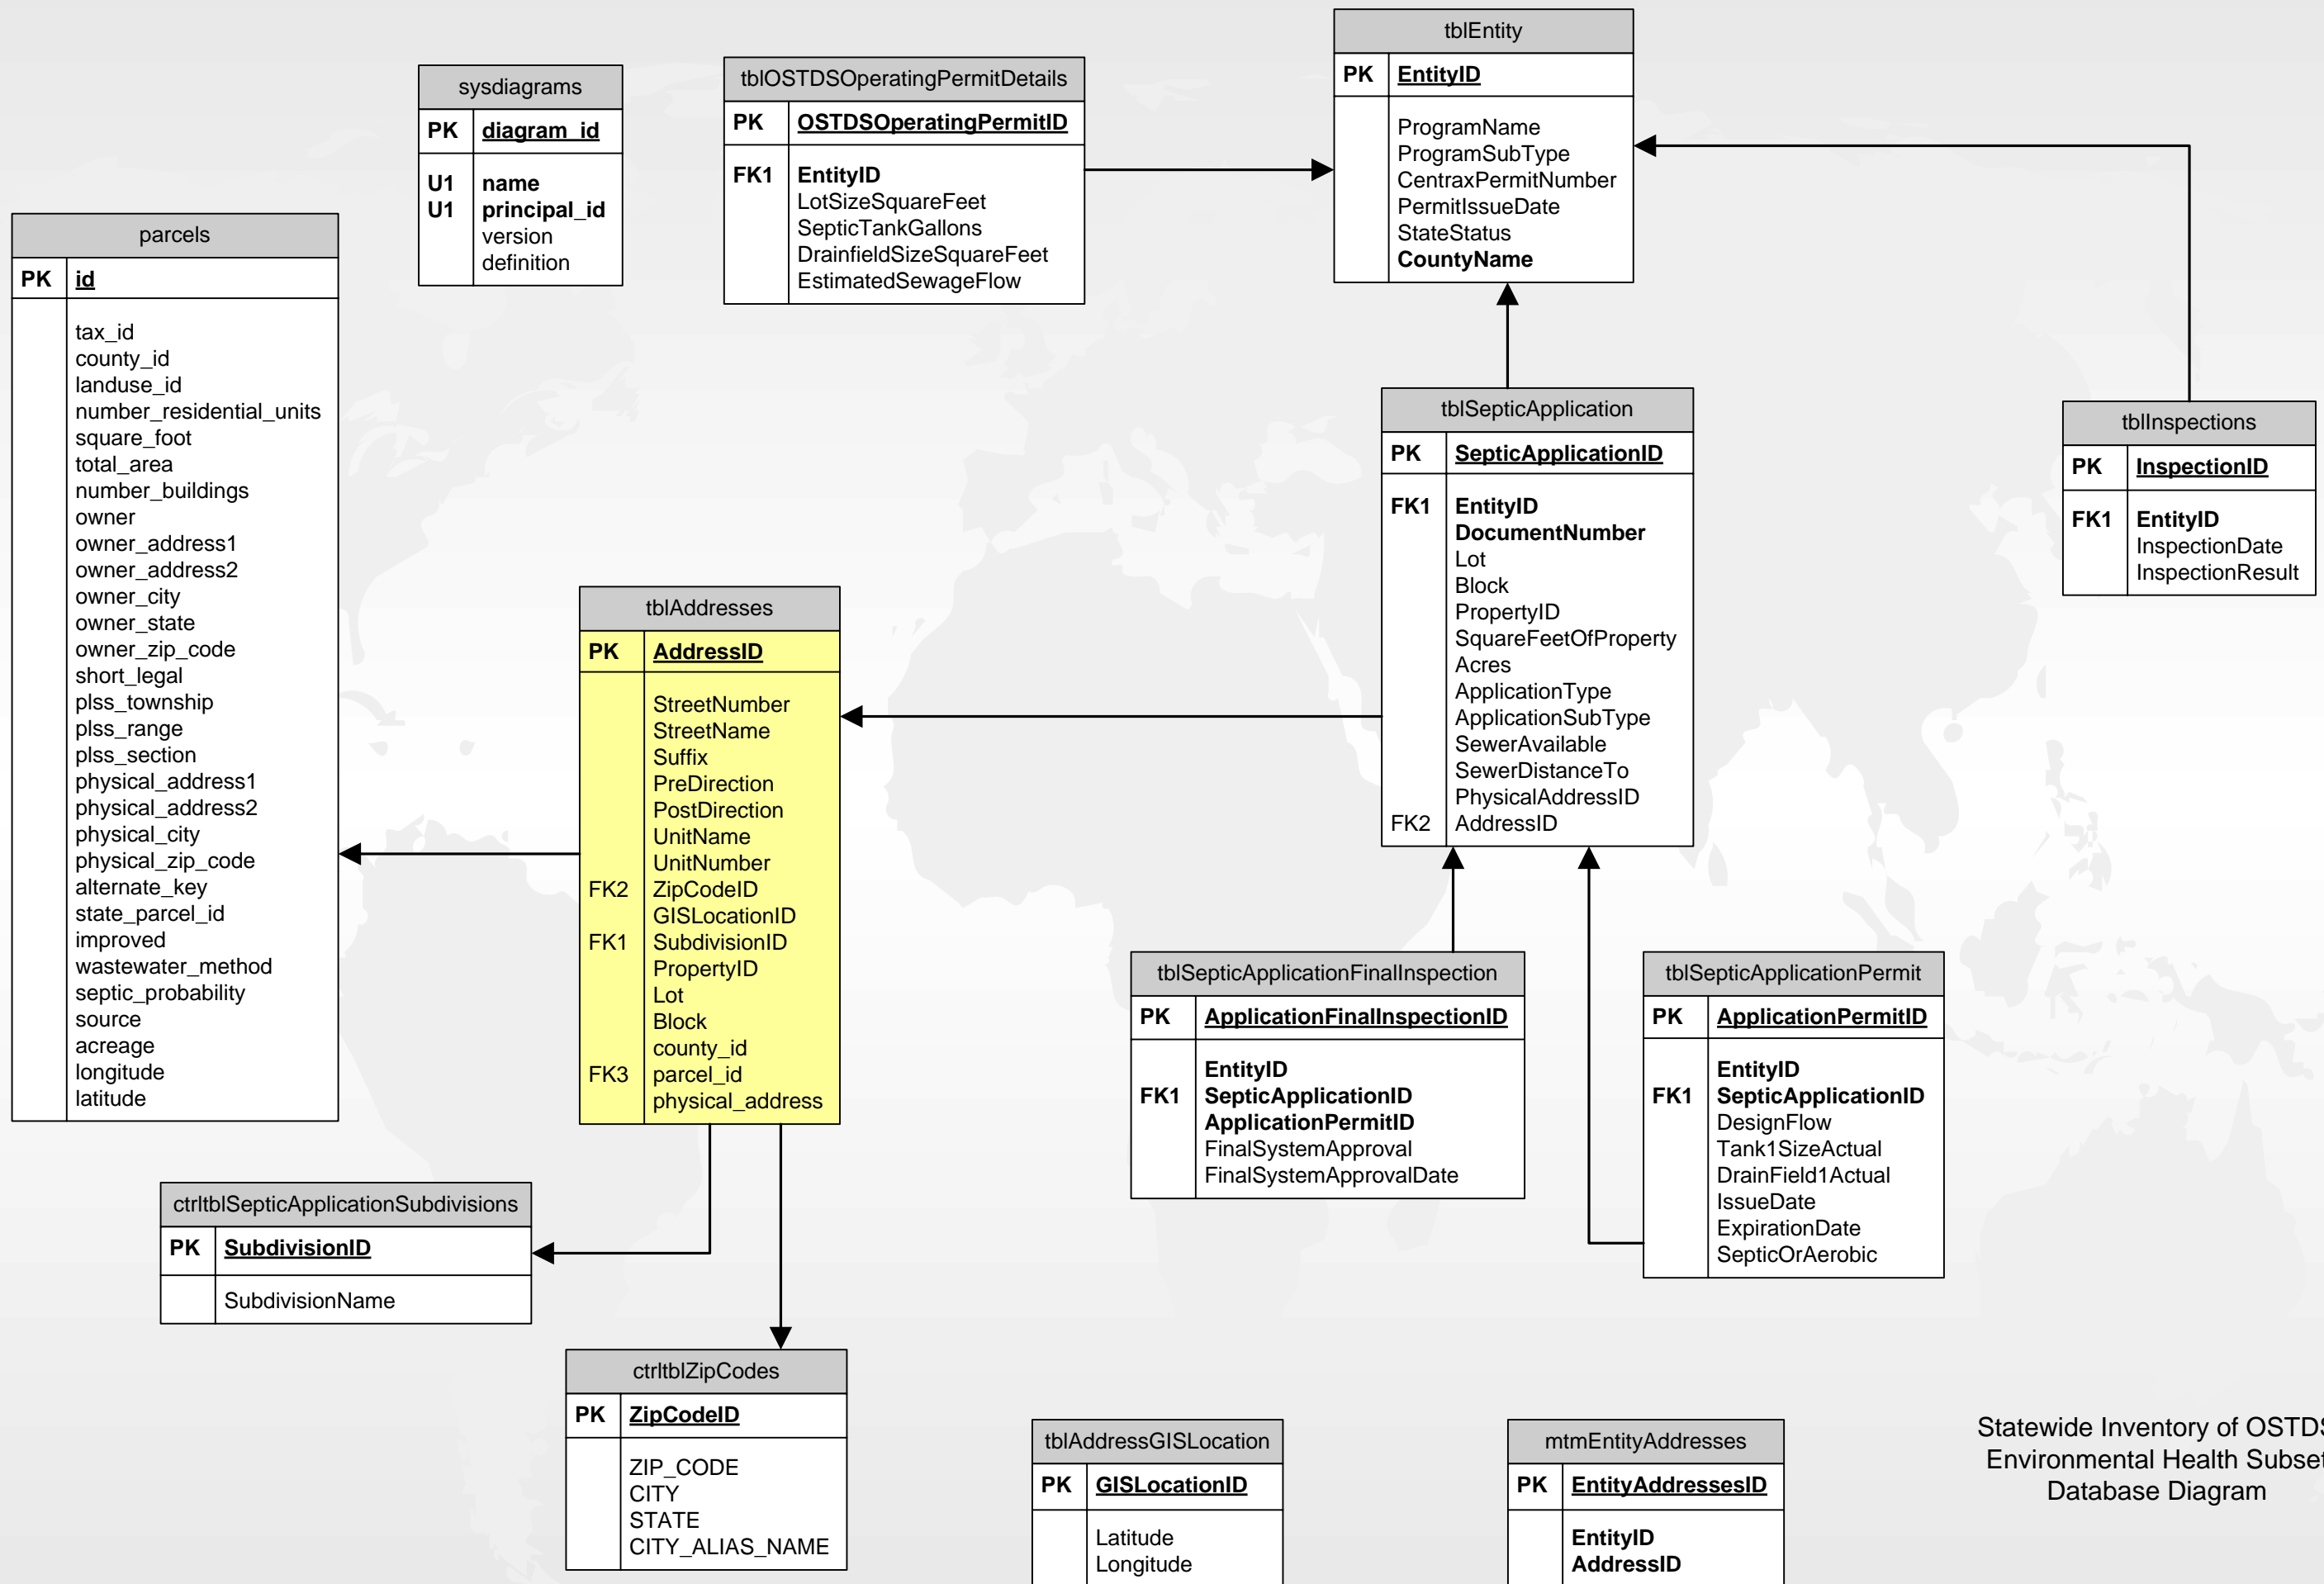 tblEntity
PK EntityID
ProgramName
ProgramSubType
CentraxPermitNumber
PermitIssueDate
StateStatus
CountyName
tblOSTDSOperatingPermitDetails
PK OSTDSOperatingPermitID
FK1 EntityID
LotSizeSquareFeet
SepticTankGallons
DrainfieldSizeSquareFeet
EstimatedSewageFlow
sysdiagrams
PK diagram_id
U1 name
U1 principal_id
version
definition
parcels
PK id
tax_id
county_id
landuse_id
number_residential_units
square_foot
total_area
number_buildings
owner
owner_address1
owner_address2
owner_city
owner_state
owner_zip_code
short_legal
plss_township
plss_range
plss_section
physical_address1
physical_address2
physical_city
physical_zip_code
alternate_key
state_parcel_id
improved
wastewater_method
septic_probability
source
acreage
longitude
latitude
tblSepticApplication
PK SepticApplicationID
FK1 EntityID
DocumentNumber
Lot
Block
PropertyID
SquareFeetOfProperty
Acres
ApplicationType
ApplicationSubType
SewerAvailable
SewerDistanceTo
PhysicalAddressID
FK2 AddressID
tblInspections
PK InspectionID
FK1 EntityID
InspectionDate
InspectionResult
tblAddresses
PK AddressID
StreetNumber
StreetName
Suffix
PreDirection
PostDirection
UnitName
UnitNumber
FK2 ZipCodeID
GISLocationID
FK1 SubdivisionID
PropertyID
Lot
Block
county_id
FK3 parcel_id
physical_address
tblSepticApplicationFinalInspection
PK ApplicationFinalInspectionID
EntityID
FK1 SepticApplicationID
ApplicationPermitID
FinalSystemApproval
FinalSystemApprovalDate
tblSepticApplicationPermit
PK ApplicationPermitID
EntityID
FK1 SepticApplicationID
DesignFlow
Tank1SizeActual
DrainField1Actual
IssueDate
ExpirationDate
SepticOrAerobic
ctrltblSepticApplicationSubdivisions
PK SubdivisionID
SubdivisionName
ctrltblZipCodes
PK ZipCodeID
ZIP_CODE
CITY
STATE
CITY_ALIAS_NAME
tblAddressGISLocation
PK GISLocationID
Latitude
Longitude
mtmEntityAddresses
PK EntityAddressesID
EntityID
AddressID
Statewide Inventory of OSTDS
Environmental Health Subset
Database Diagram